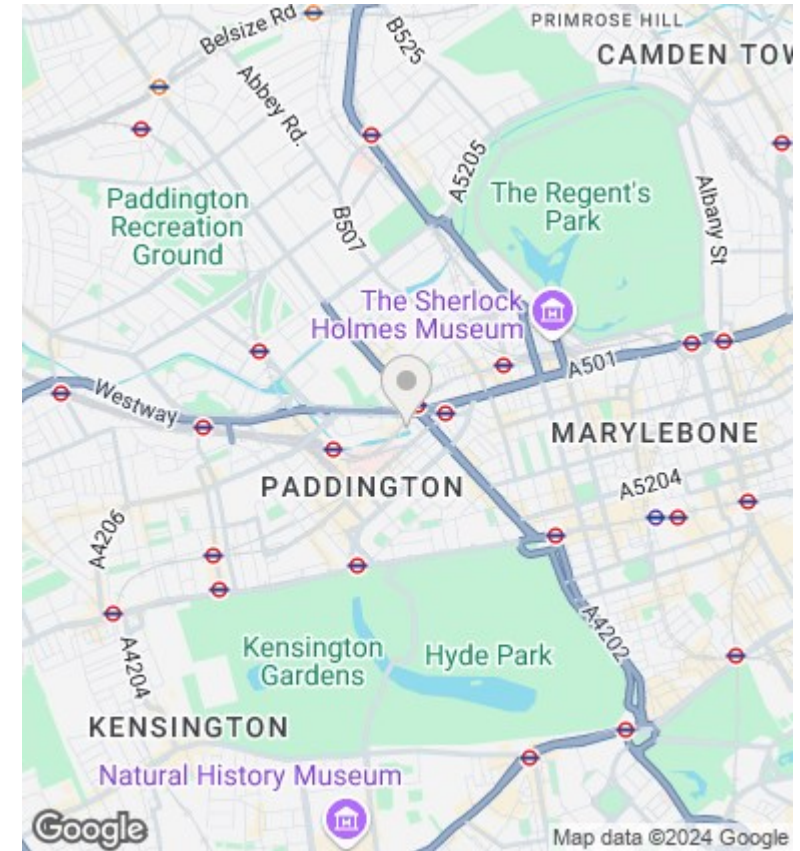 PRIMROSE HILL
Belsize Rd
B525
CAMDEN TOW
Abbey Rd.
A5205
Albany St
Paddington
Recreation
Ground
B507
The Regent's
Park
The Sherlock
Holmes Museum
A501
Westway
MARYLEBONE
PADDINGTON
A5204
A4206
A4202
A4204
Kensington
Gardens
Hyde Park
KENSINGTON
Natural History Museum
Google
Map data ©2024 Google